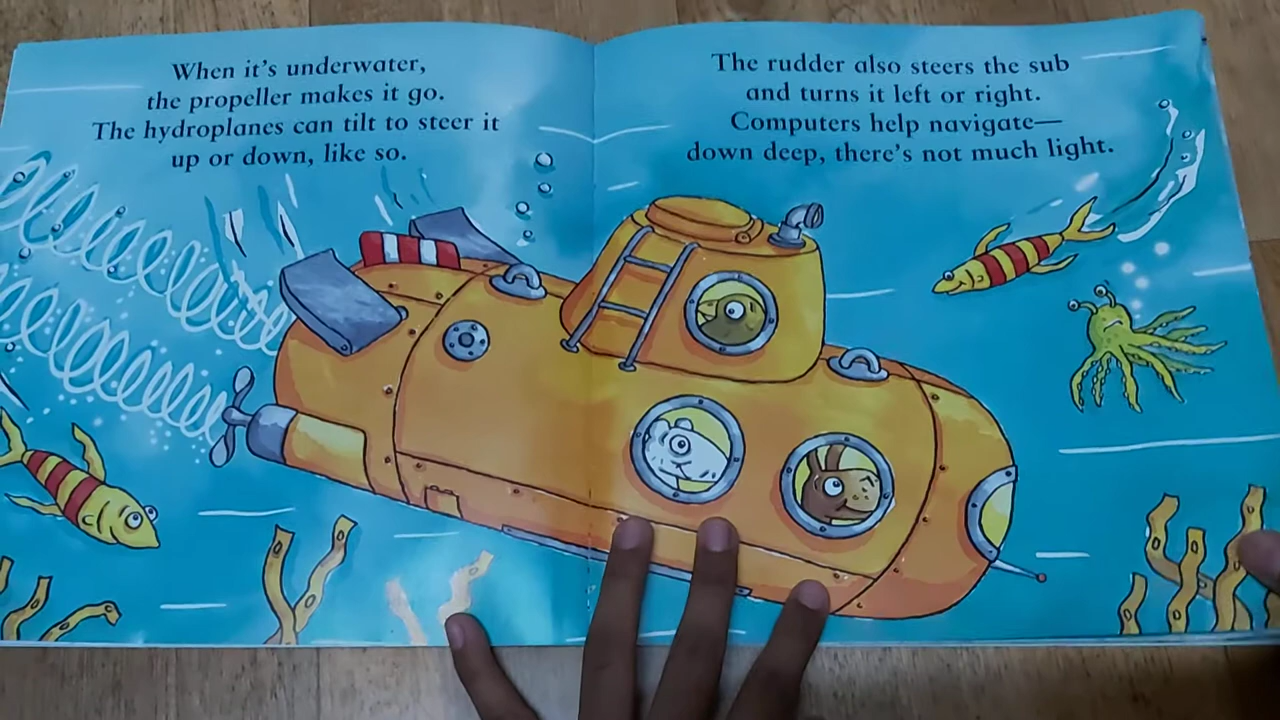 When it's underwater,
the propeller makes it go.
The hydroplanes can tilt to steer it
up or down, like so.
The rudder also steers the sub
and turns it left or right.
Computers help navigate—
down deep, there's not much light.